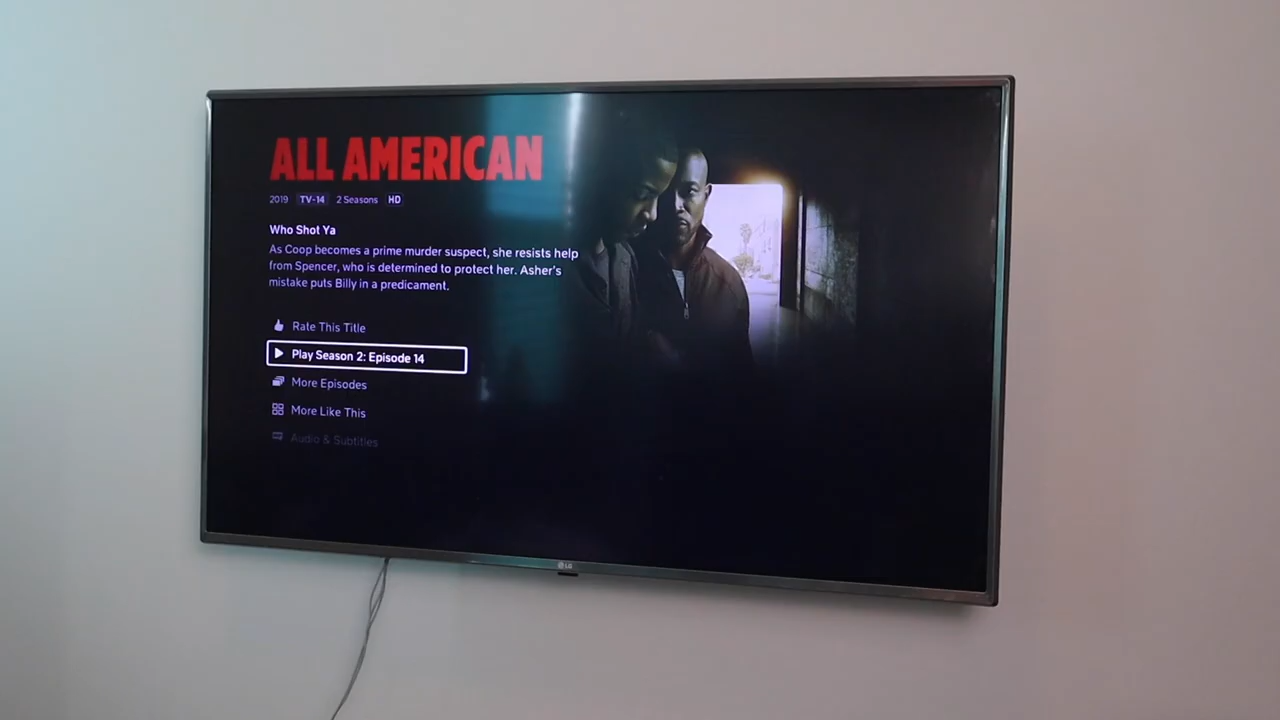 ALL AMERICAN
2019 TV-14 2 Seasons HD
Who Shot Ya
As Coop becomes a prime murder suspect, she resists help
from Spencer, who is determined to protect her. Asher's
mistake puts Billy in a predicament.
Rate This Title
Play Season 2: Episode 14
More Episodes
More Like This
Audio & Subtitles
LG